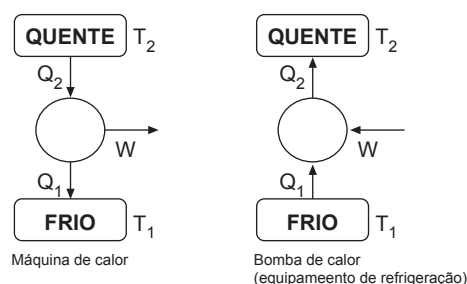 QUENTE T2
Q2
W
Q1
FRIO T1
Máquina de calor
QUENTE T2
Q2
W
Q1
FRIO T1
Bomba de calor
(equipameento de refrigeração)